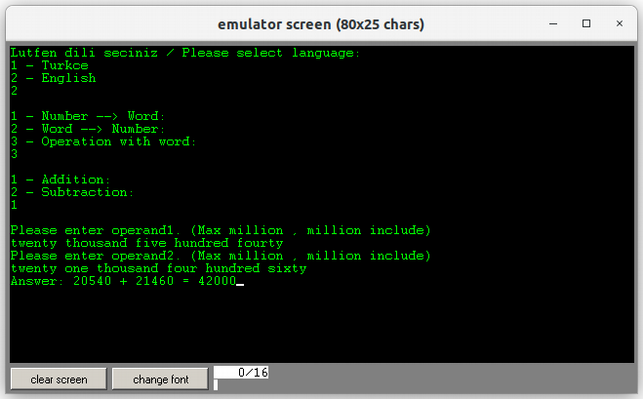 emulator screen (80x25 chars)
Lutfen dili seciniz / Please select language:
1 - Turkce
2 - English
2
1 - Number --> Word:
2 - Word --> Number:
3 - Operation with word:
3
1 - Addition:
2 - Subtraction:
1
Please enter operand1. (Max million , million include)
twenty thousand five hundred fourty
Please enter operand2. (Max million , million include)
twenty one thousand four hundred sixty
Answer: 20540 + 21460 = 42000
clear screen change font 0/16